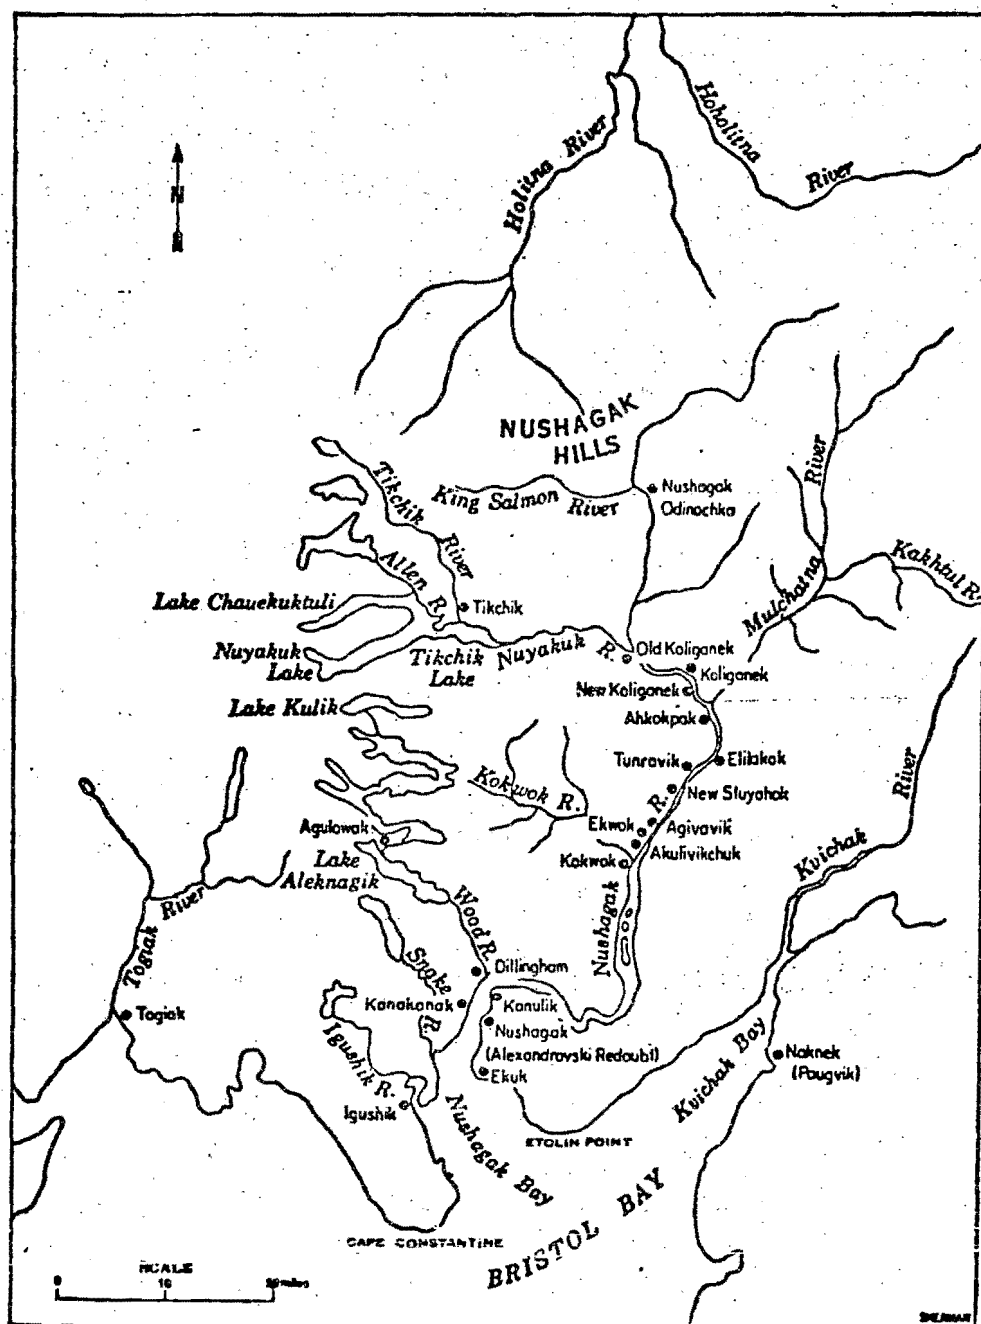 Hoholitna
River
Holitna River
N
NUSHAGAK
HILLS
Tikchik
River
King Salmon
River
Nushagak
Odinochka
River
Mulchatna
Kakhtul R.
Allen R.
Lake Chauekuktuli
Tikchik
Nuyakuk
Lake
Tikchik
Lake
Nuyakuk R.
Old Koliganek
Koliganek
New Koliganek
Lake Kulik
Ahkokpak
Tunravik
Elilakok
Kokwok R.
New Stuyahok
Ekwok
Agivavik
Akulivikchuk
Kokwok
Agulowak
Lake
Aleknagik
Wood R.
Nushagak R.
Kvichak
River
Togiak River
Togiak
Snake
R.
Dillingham
Kanakanak
Kanulik
Nushagak
(Alexandrovski Redoubt)
Ekuk
Igushik R.
Igushik
Nushagak Bay
Kvichak Bay
Naknek
(Paugvik)
ETOLIN POINT
BRISTOL BAY
CAPE CONSTANTINE
SCALE
0 10 20 miles
SHERMAN